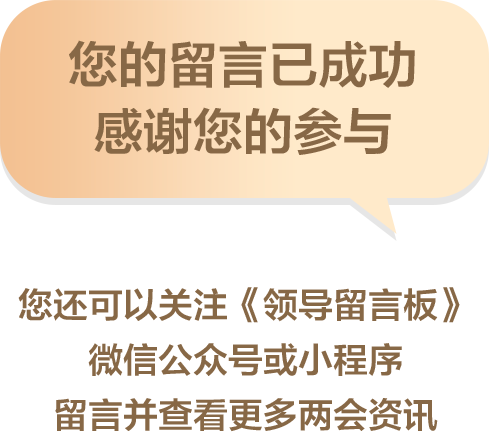 您的留言已成功
感谢您的参与
您还可以关注《领导留言板》
微信公众号或小程序
留言并查看更多两会资讯